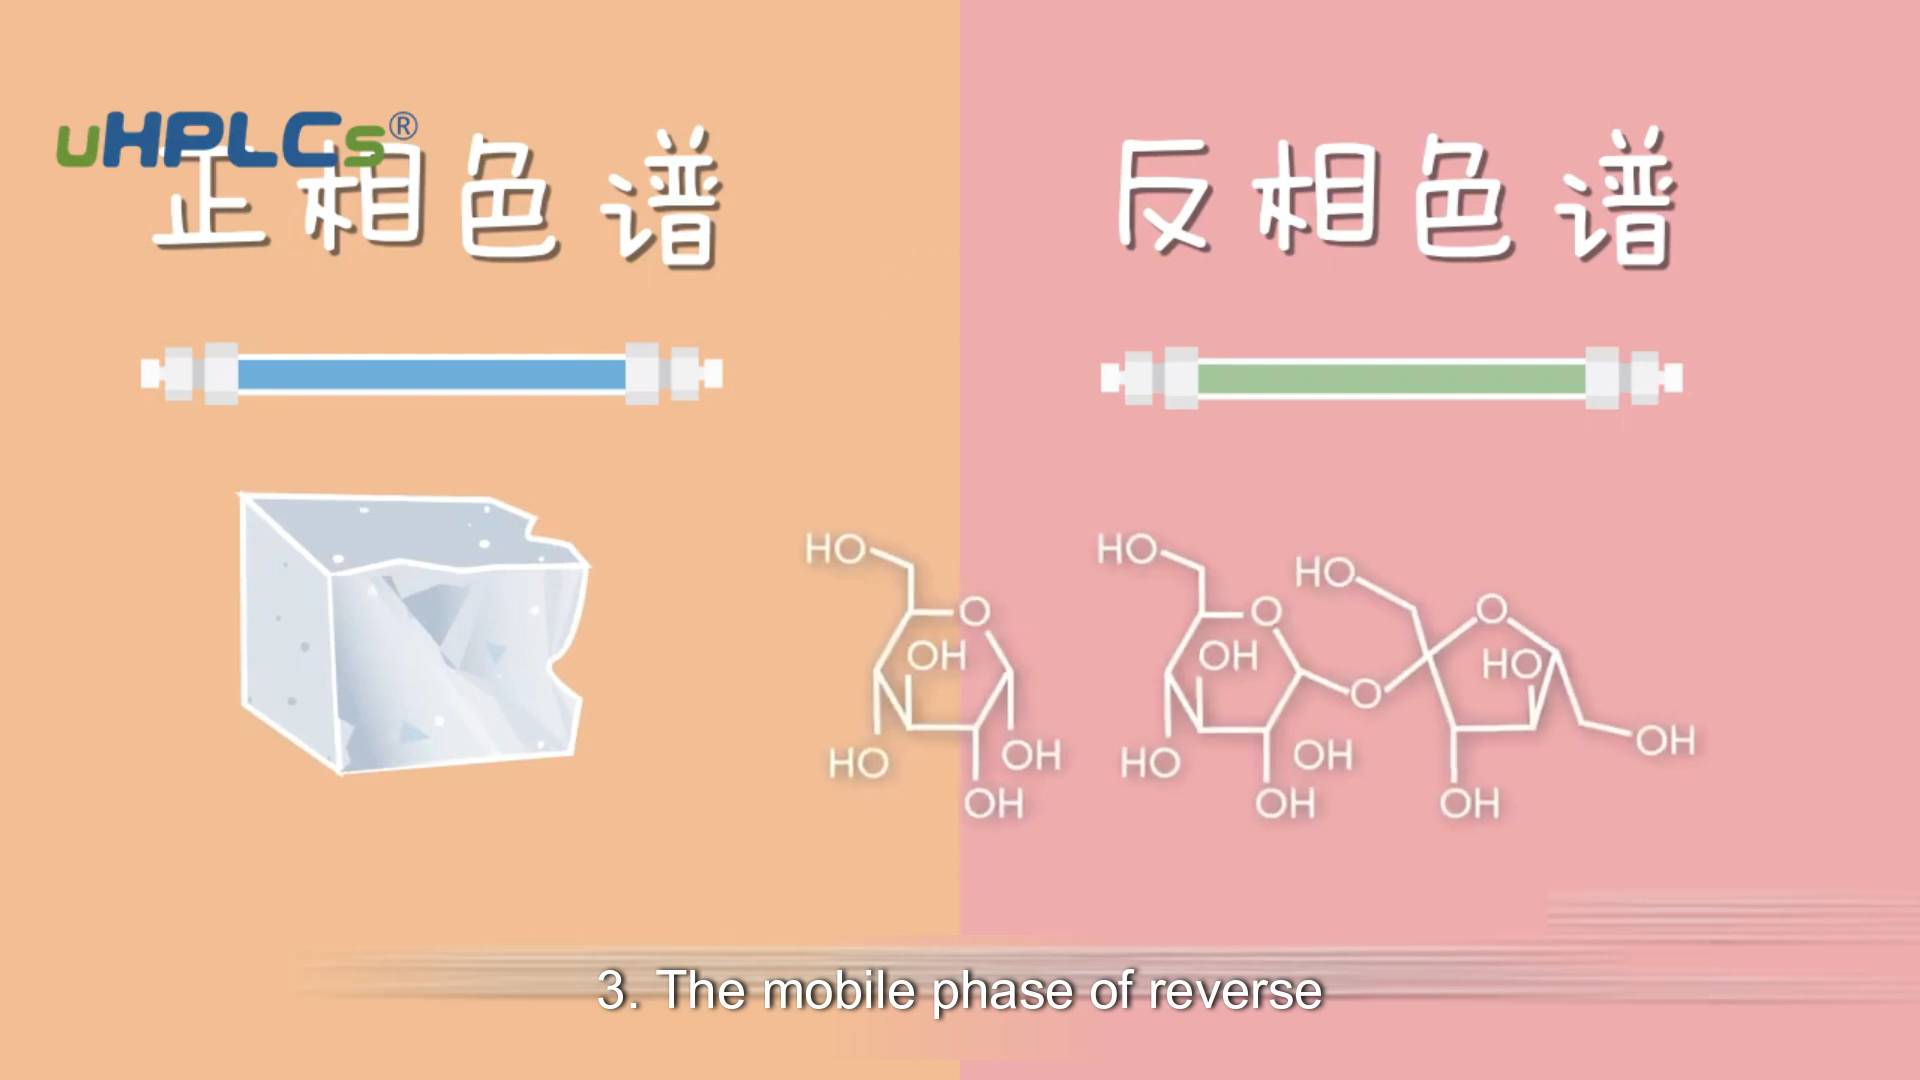 uHPLCs®
正相色谱
反相色谱
HO
O
OH
HO
OH
OH
HO
O
OH
HO
OH
OH
O
HO
O
HO
OH
OH
3. The mobile phase of reverse